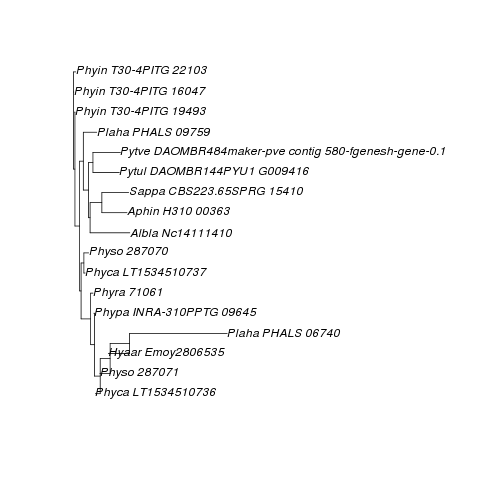 Phyin T30-4PITG 22103
Phyin T30-4PITG 16047
Phyin T30-4PITG 19493
Plaha PHALS 09759
Pytve DAOMBR484maker-pve contig 580-fgenesh-gene-0.1
Pytul DAOMBR144PYU1 G009416
Sappa CBS223.65SPRG 15410
Aphin H310 00363
Albla Nc14111410
Physo 287070
Phyca LT1534510737
Phyra 71061
Phypa INRA-310PPTG 09645
Plaha PHALS 06740
Hyaar Emoy2806535
Physo 287071
Phyca LT1534510736